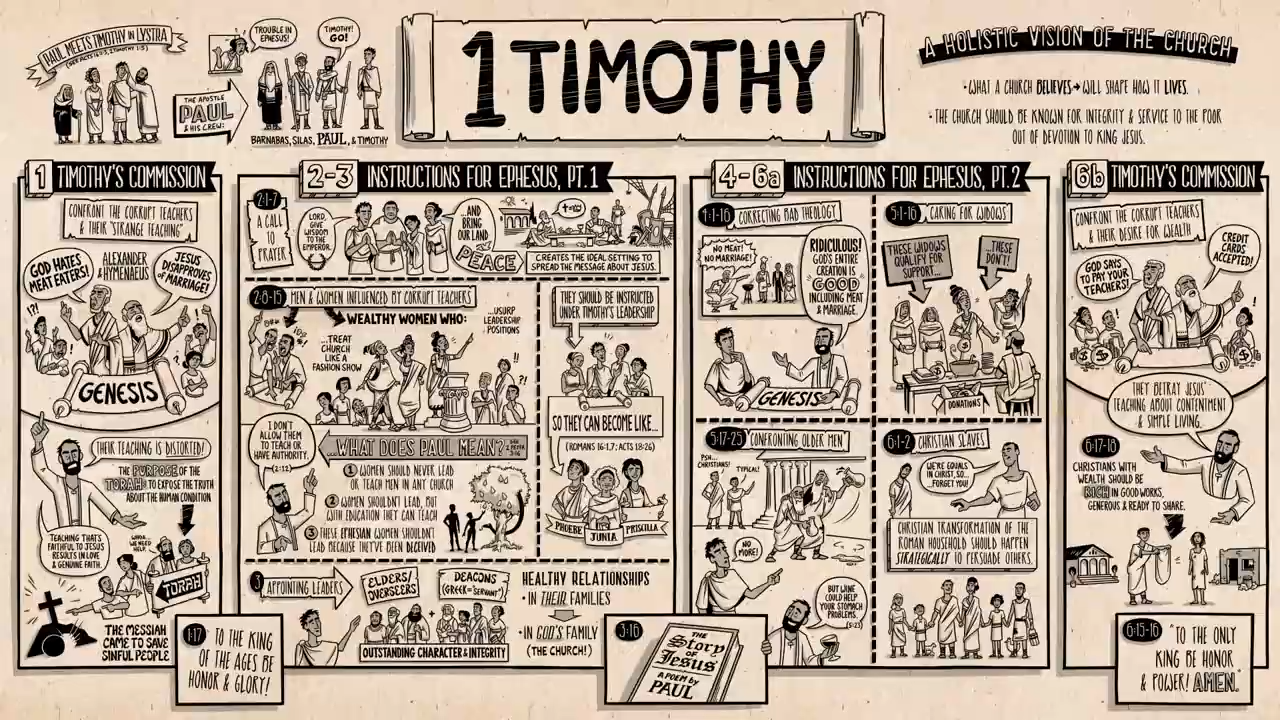 PAUL MEETS TIMOTHY IN LYSTRA
TROUBLE IN
EPHESUS!
TIMOTHY!
GO!
THE APOSTLE
PAUL
& HIS CREW:
BARNABAS, SILAS, PAUL, & TIMOTHY
1 TIMOTHY
A HOLISTIC VISION OF THE CHURCH
• WHAT A CHURCH BELIEVES → WILL SHAPE HOW IT LIVES.
• THE CHURCH SHOULD BE KNOWN FOR INTEGRITY & SERVICE TO THE POOR
OUT OF DEVOTION TO KING JESUS.
1 TIMOTHY'S COMMISSION
CONFRONT THE CORRUPT TEACHERS
& THEIR "STRANGE TEACHING"
GOD HATES
MEAT EATERS!
ALEXANDER
& HYMENAEUS
JESUS
DISAPPROVES
OF MARRIAGE!
!?!
GENESIS
THEIR TEACHING IS DISTORTED!
THE PURPOSE OF THE
TORAH: TO EXPOSE THE TRUTH
ABOUT THE HUMAN CONDITION
TEACHING THAT'S
FAITHFUL TO JESUS
RESULTS IN LOVE
& GENUINE FAITH.
WHOA...
WE NEED
HELP.
TORAH
THE MESSIAH
CAME TO SAVE
SINFUL PEOPLE
1:17
TO THE KING
OF THE AGES BE
HONOR & GLORY!
2-3 INSTRUCTIONS FOR EPHESUS, PT. 1
2:1-7
A CALL
TO
PRAYER
LORD,
GIVE
WISDOM
TO THE
EMPEROR.
...AND
BRING
OUR LAND
PEACE
CREATES THE IDEAL SETTING TO
SPREAD THE MESSAGE ABOUT JESUS.
2:8-15 MEN & WOMEN INFLUENCED BY CORRUPT TEACHERS
WEALTHY WOMEN WHO:
...TREAT
CHURCH
LIKE A
FASHION SHOW
...USURP
LEADERSHIP
POSITIONS
!!
?!
THEY SHOULD BE INSTRUCTED
UNDER TIMOTHY'S LEADERSHIP
SO THEY CAN BECOME LIKE...
(ROMANS 16:1,7; ACTS 18:26)
PHOEBE
JUNIA
PRISCILLA
I DON'T
ALLOW THEM
TO TEACH OR
HAVE AUTHORITY.
(2:12)
...WHAT DOES PAUL MEAN?
SEE
2 PETER
3:16
1 WOMEN SHOULD NEVER LEAD
OR TEACH MEN IN ANY CHURCH
2 WOMEN SHOULDN'T LEAD, BUT
WITH EDUCATION THEY CAN TEACH
3 THESE EPHESIAN WOMEN SHOULDN'T
LEAD BECAUSE THEY'VE BEEN DECEIVED
3 APPOINTING LEADERS
ELDERS/
OVERSEERS
DEACONS
(GREEK="SERVANT")
OUTSTANDING CHARACTER & INTEGRITY
HEALTHY RELATIONSHIPS
• IN THEIR FAMILIES
• IN GOD'S FAMILY
(THE CHURCH!)
3:16
THE
Story
of
Jesus
A POEM BY
PAUL
4-6a INSTRUCTIONS FOR EPHESUS, PT. 2
4:1-16 CORRECTING BAD THEOLOGY
NO MEAT!
NO MARRIAGE!
RIDICULOUS!
GOD'S ENTIRE
CREATION IS
GOOD
INCLUDING MEAT
& MARRIAGE.
GENESIS
5:1-16 CARING FOR WIDOWS
THESE WIDOWS
QUALIFY FOR
SUPPORT...
...THESE
DON'T!
DONATIONS
5:17-25 CONFRONTING OLDER MEN
PSH...
CHRISTIANS!
TYPICAL!
NO
MORE!
BUT WINE
COULD HELP
YOUR STOMACH
PROBLEMS.
(5:23)
6:1-2 CHRISTIAN SLAVES
WE'RE EQUALS
IN CHRIST SO...
...FORGET YOU!
CHRISTIAN TRANSFORMATION OF THE
ROMAN HOUSEHOLD SHOULD HAPPEN
STRATEGICALLY TO PERSUADE OTHERS.
6b TIMOTHY'S COMMISSION
CONFRONT THE CORRUPT TEACHERS
& THEIR DESIRE FOR WEALTH
GOD SAYS
TO PAY YOUR
TEACHERS!
CREDIT
CARDS
ACCEPTED!
THEY BETRAY JESUS'
TEACHING ABOUT CONTENTMENT
& SIMPLE LIVING.
6:17-18
CHRISTIANS WITH
WEALTH SHOULD BE
RICH IN GOOD WORKS,
GENEROUS & READY TO SHARE.
6:15-16
"TO THE ONLY
KING BE HONOR
& POWER! AMEN."